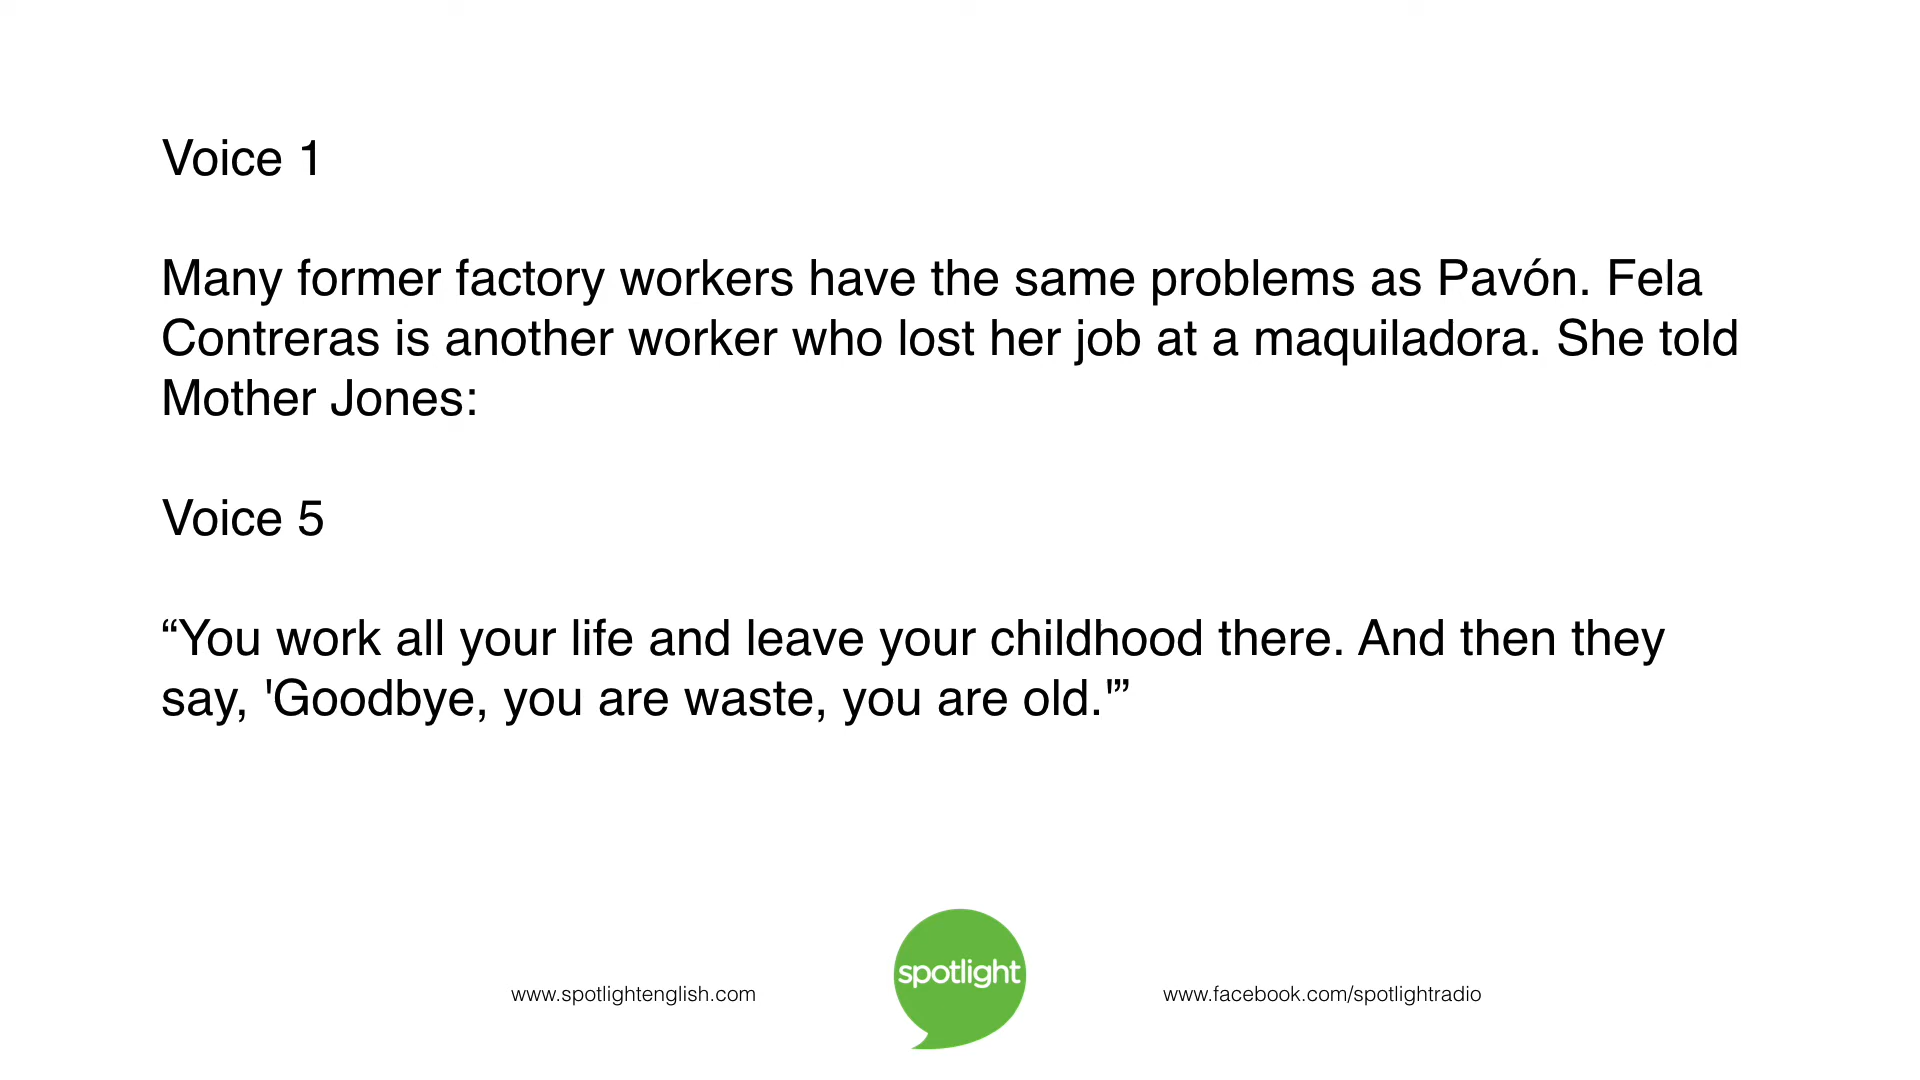 Voice 1
Many former factory workers have the same problems as Pavón. Fela
Contreras is another worker who lost her job at a maquiladora. She told
Mother Jones:
Voice 5
“You work all your life and leave your childhood there. And then they
say, 'Goodbye, you are waste, you are old.'”
spotlight
www.spotlightenglish.com
www.facebook.com/spotlightradio